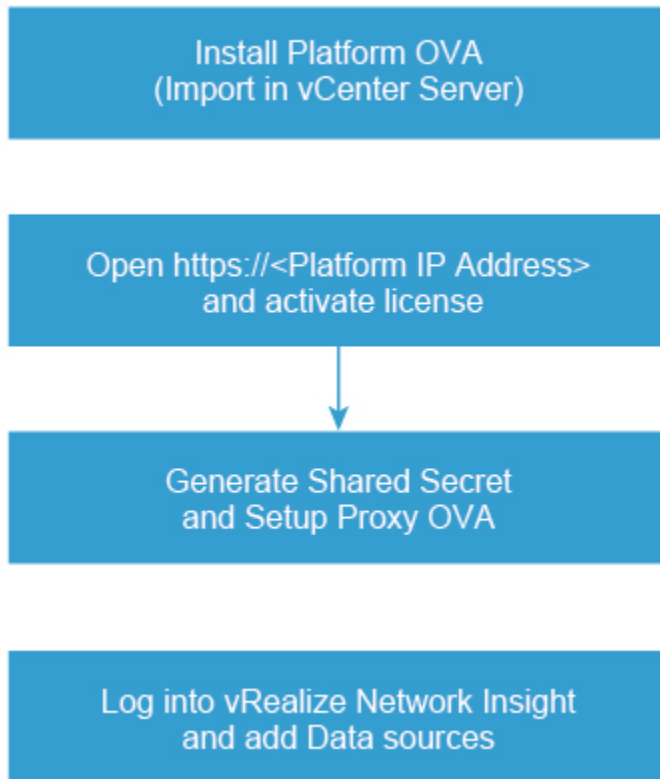 Install Platform OVA
(Import in vCenter Server)
Open https://<Platform IP Address>
and activate license
Generate Shared Secret
and Setup Proxy OVA
Log into vRealize Network Insight
and add Data sources